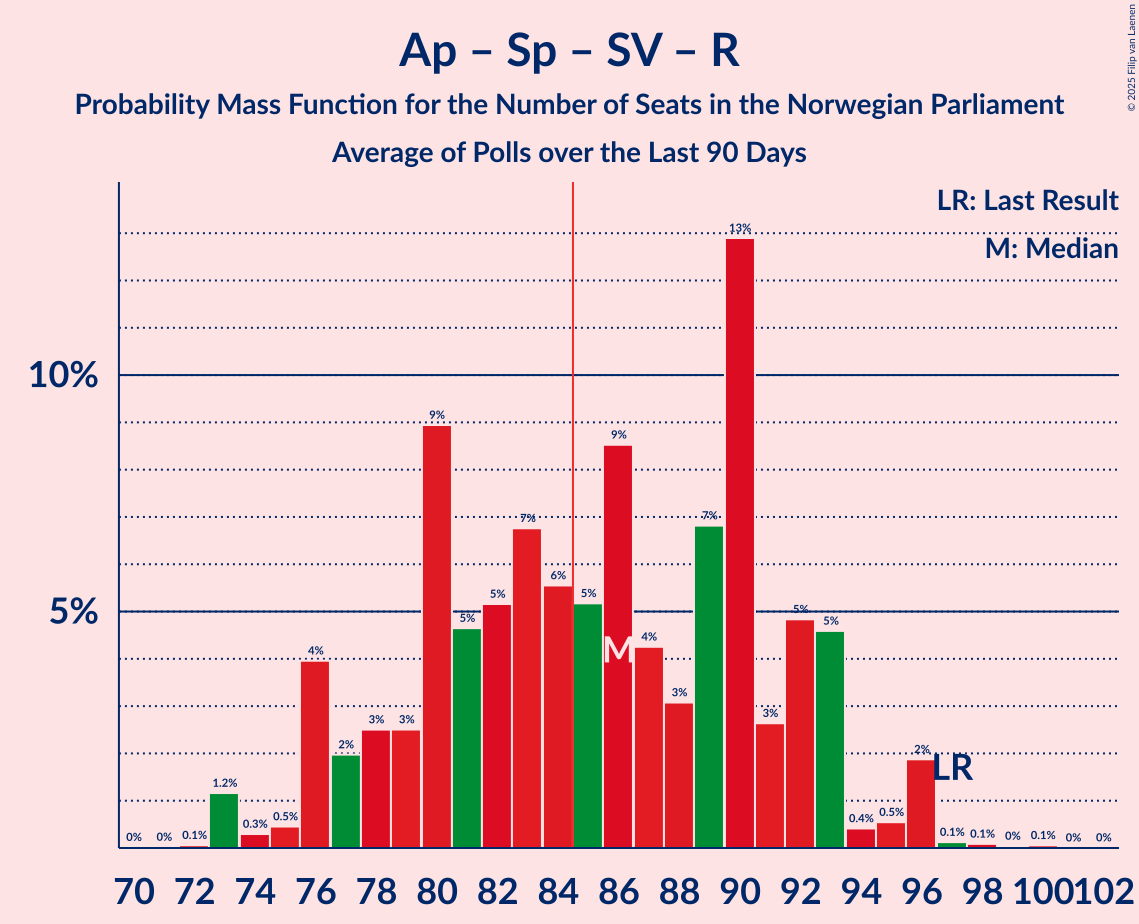 Ap – Sp – SV – R
Probability Mass Function for the Number of Seats in the Norwegian Parliament
Average of Polls over the Last 90 Days
© 2025 Filip van Laenen
LR: Last Result
M: Median
10%
5%
0% 0% 0.1% 1.2% 0.3% 0.5% 4% 2% 3% 3% 9% 5% 5% 7% 6% 5% 9% 4% 3% 7% 13% 3% 5% 5% 0.4% 0.5% 2% 0.1% 0.1% 0% 0.1% 0% 0%
M
LR
70 72 74 76 78 80 82 84 86 88 90 92 94 96 98 100 102